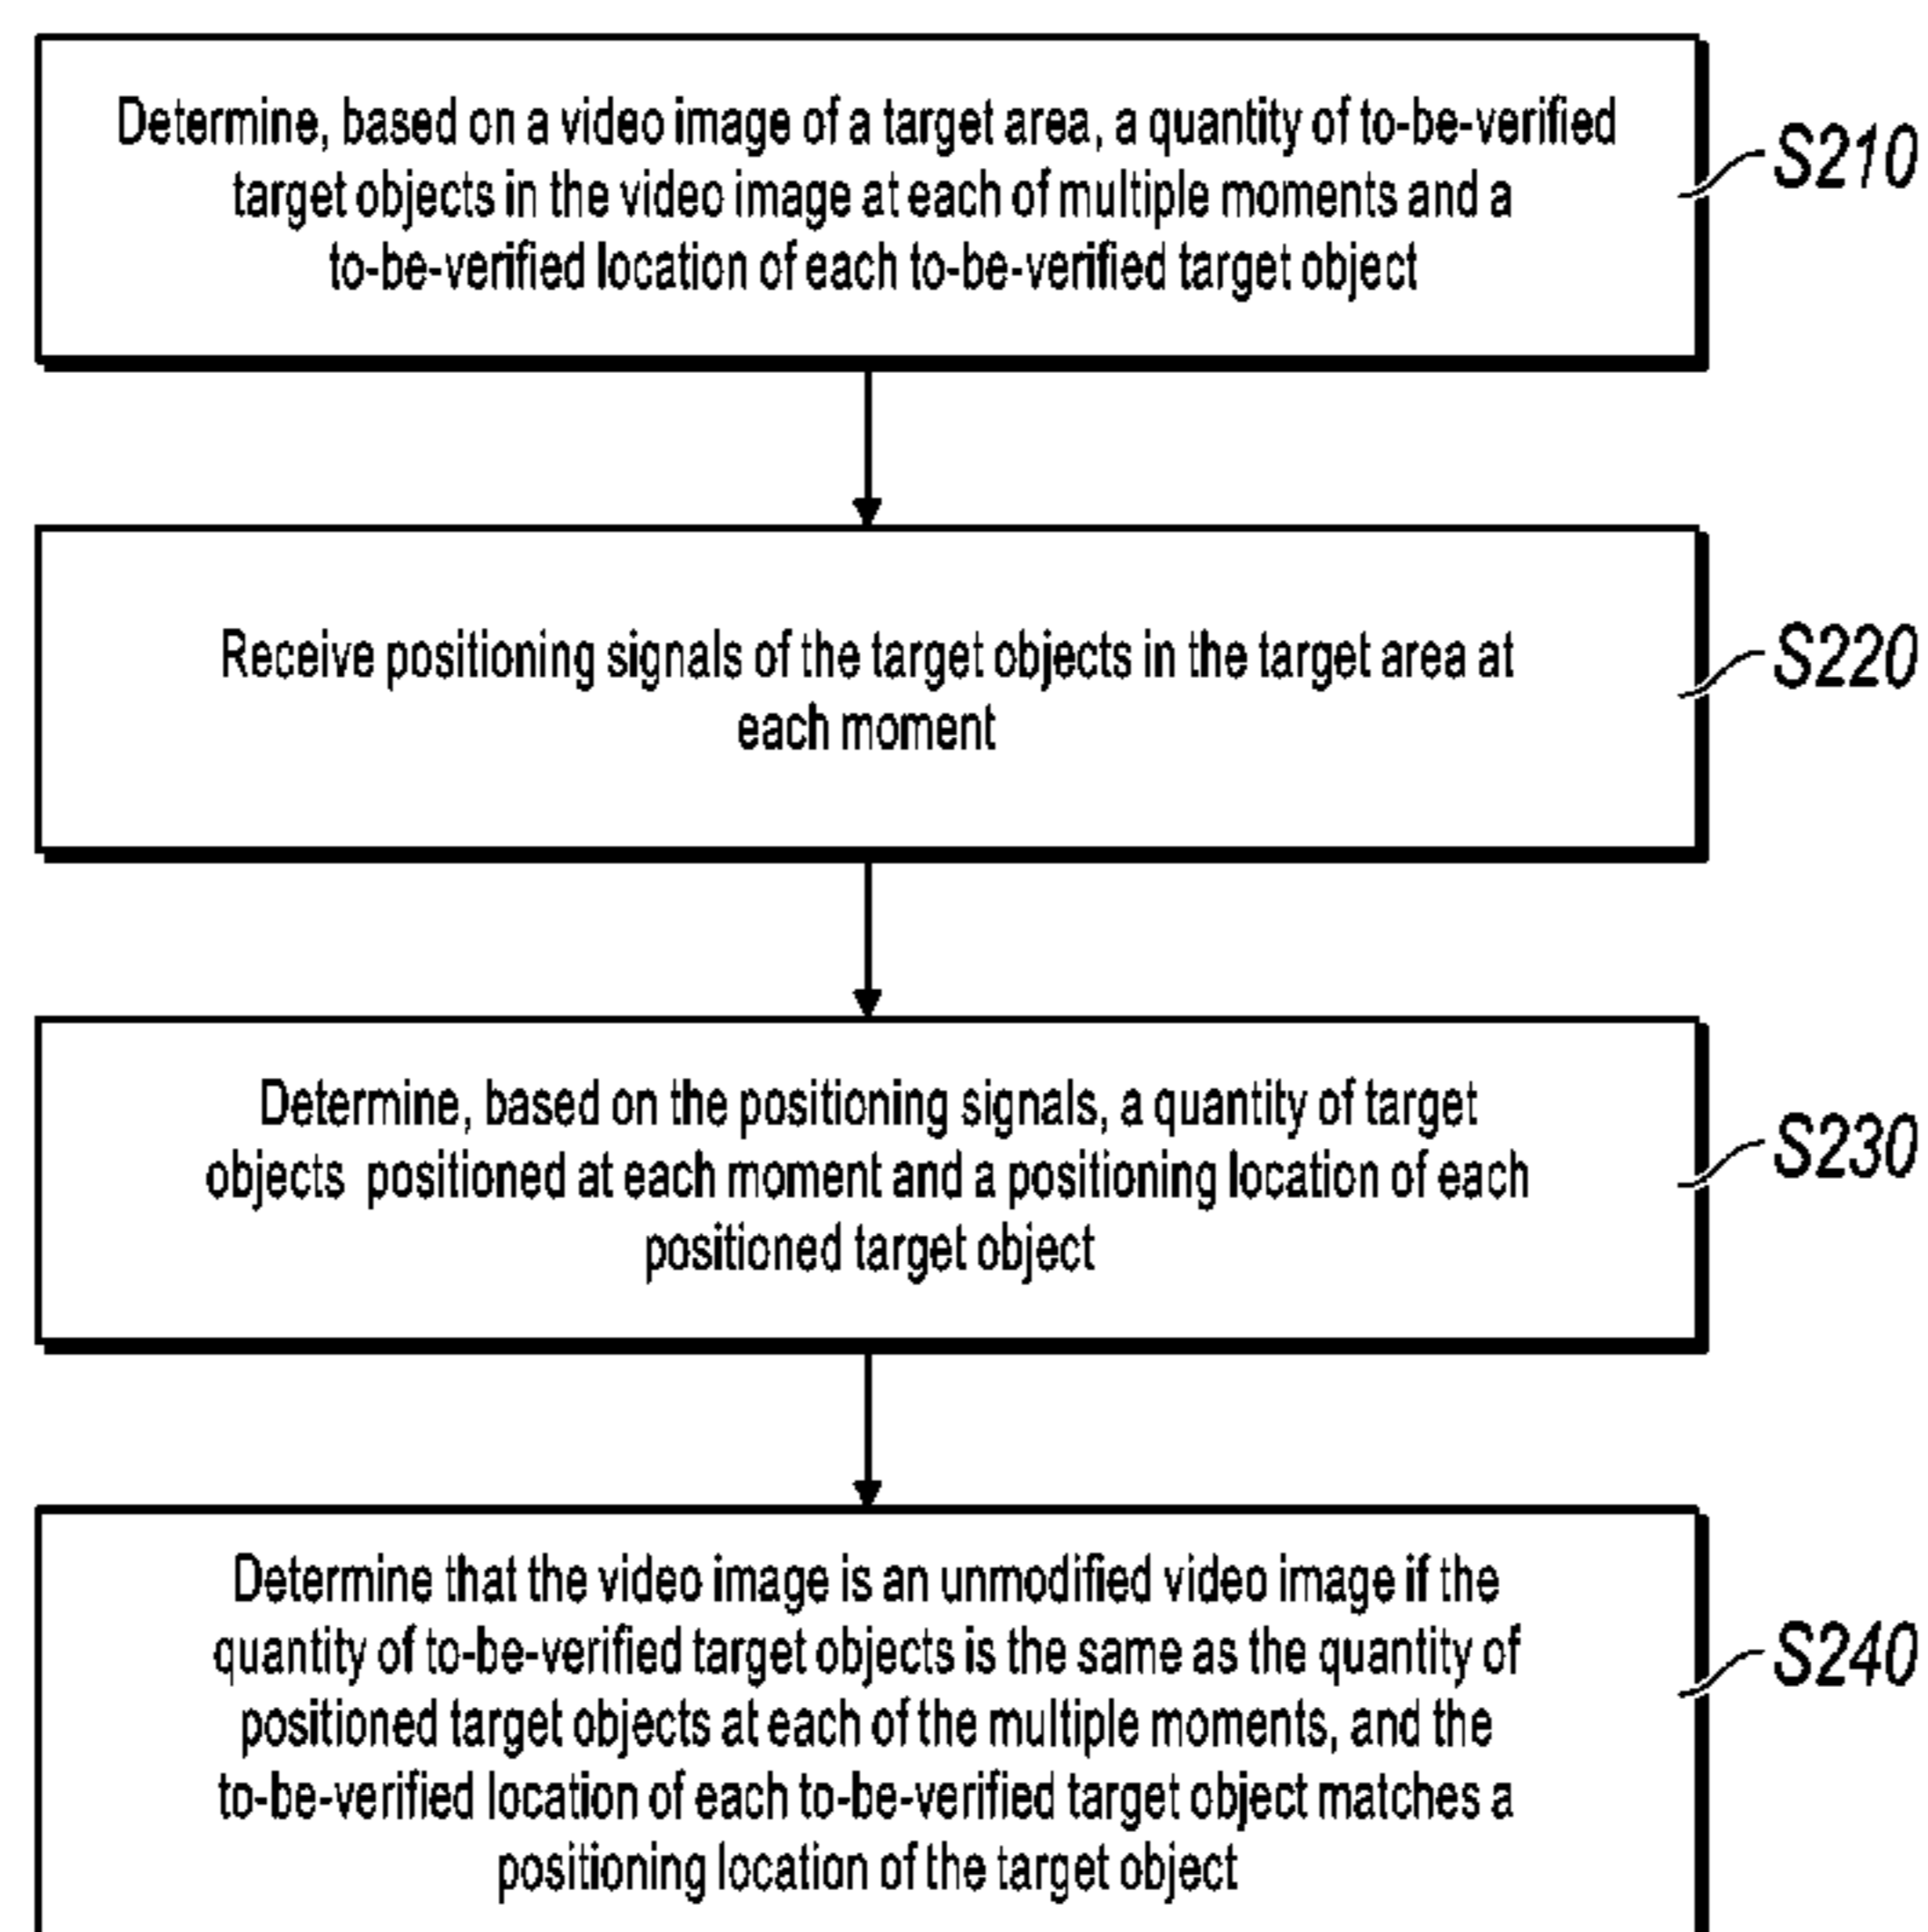 Determine, based on a video image of a target area, a quantity of to-be-verified
target objects in the video image at each of multiple moments and a
to-be-verified location of each to-be-verified target object
S210
Receive positioning signals of the target objects in the target area at
each moment
S220
Determine, based on the positioning signals, a quantity of target
objects positioned at each moment and a positioning location of each
positioned target object
S230
Determine that the video image is an unmodified video image if the
quantity of to-be-verified target objects is the same as the quantity of
positioned target objects at each of the multiple moments, and the
to-be-verified location of each to-be-verified target object matches a
positioning location of the target object
S240